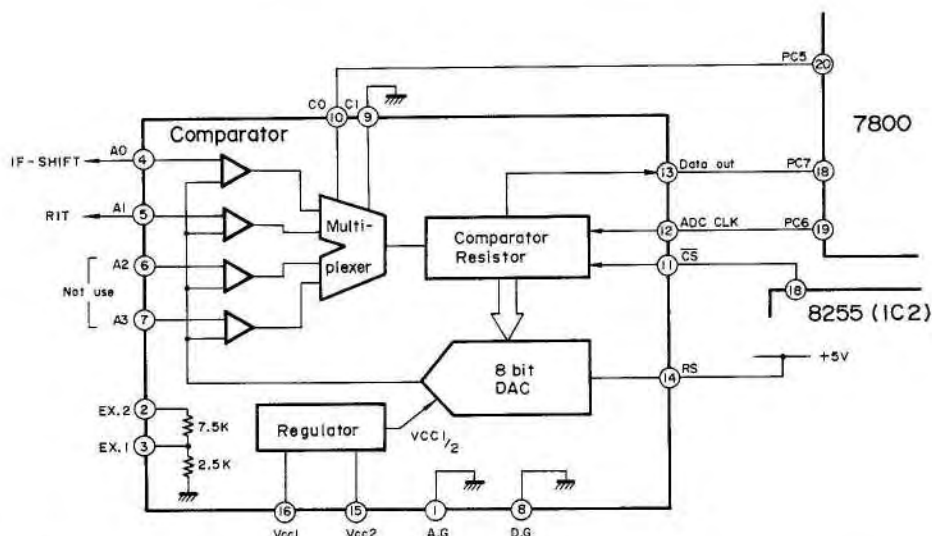 PC5
20
C0
C1
10
9
7800
Comparator
A0
IF-SHIFT
4
13
Data out
PC7
18
A1
RIT
5
Multi-
plexer
Comparator
Resistor
12
ADC CLK
PC6
19
A2
6
11
CS
Not use
A3
7
18
8255 (IC2)
8 bit
DAC
+5V
14
RS
EX.2
2
7.5K
Regulator
VCC1/2
EX.1
3
2.5K
16
15
1
8
Vcc1
Vcc2
A.G
D.G